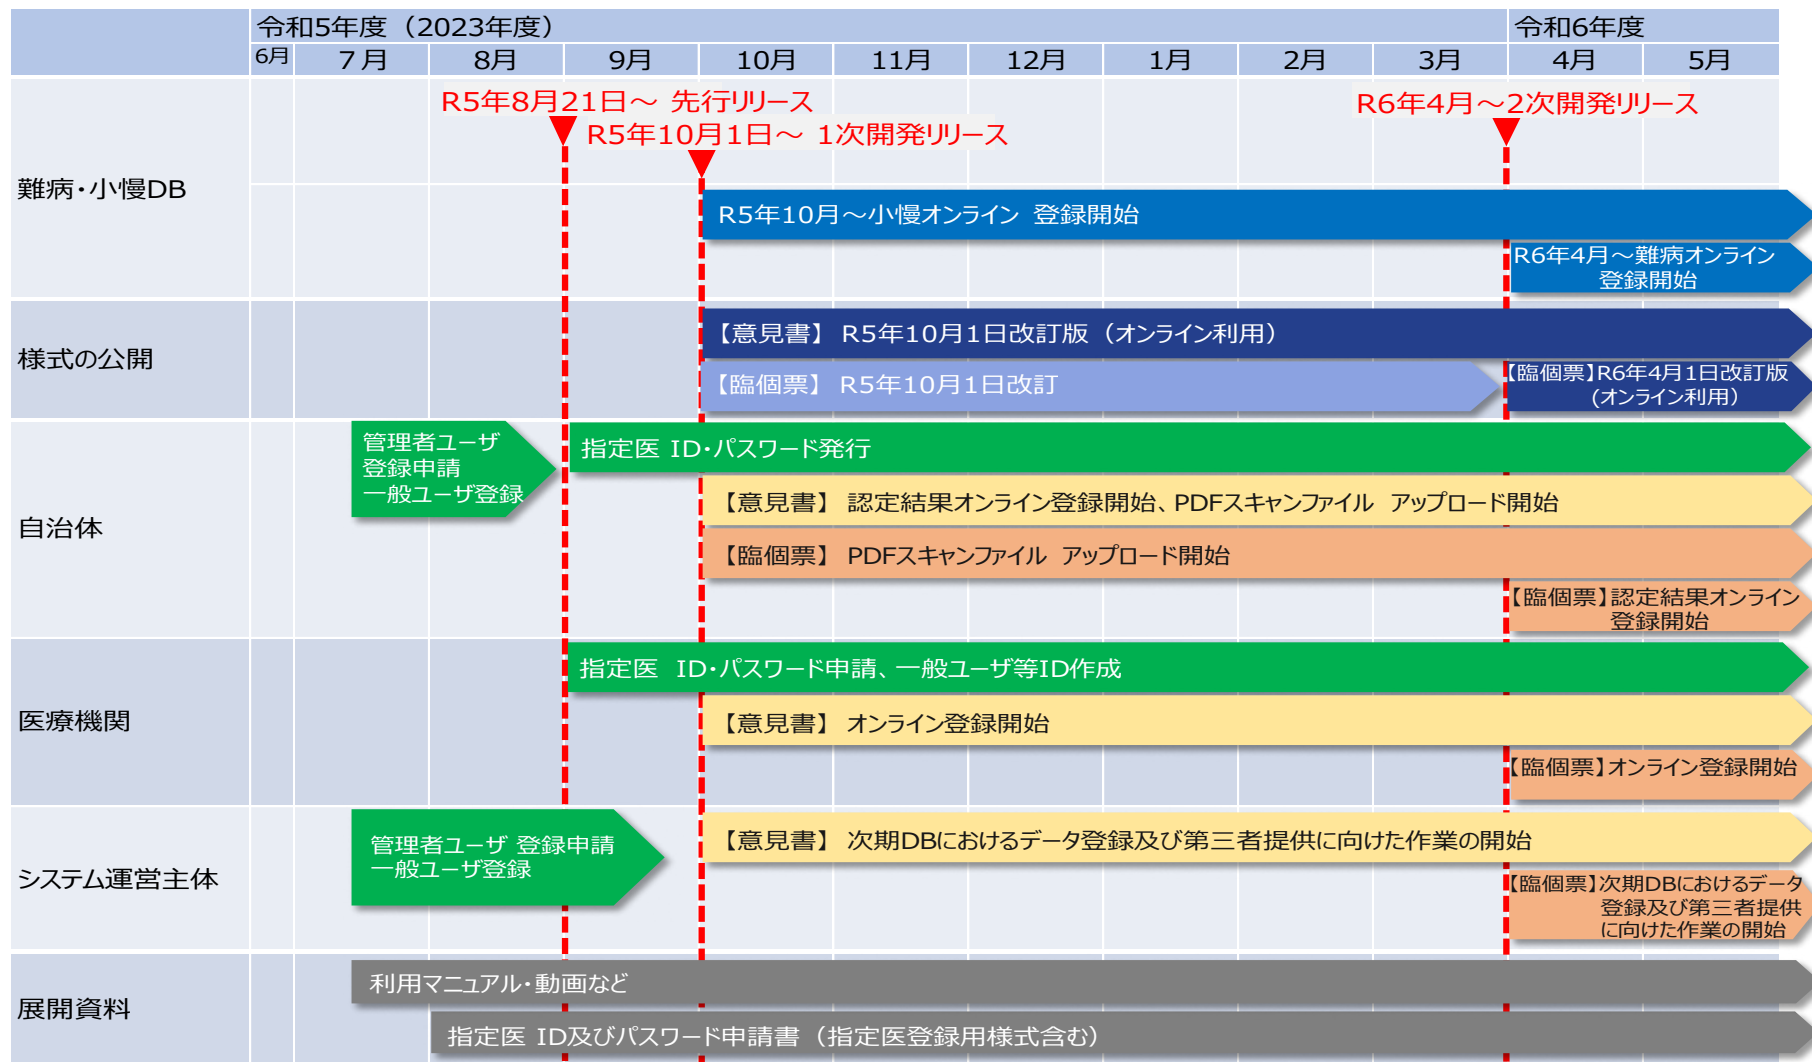 令和5年度（2023年度）
令和6年度
6月
7月
8月
9月
10月
11月
12月
1月
2月
3月
4月
5月
難病・小慢DB
R5年8月21日～ 先行リリース
R5年10月1日～ 1次開発リリース
R6年4月～2次開発リリース
R5年10月～小慢オンライン 登録開始
R6年4月～難病オンライン
登録開始
様式の公開
【意見書】 R5年10月1日改訂版（オンライン利用）
【臨個票】 R5年10月1日改訂
【臨個票】R6年4月1日改訂版
(オンライン利用）
自治体
管理者ユーザ
登録申請
一般ユーザ登録
指定医 ID・パスワード発行
【意見書】 認定結果オンライン登録開始、PDFスキャンファイル アップロード開始
【臨個票】 PDFスキャンファイル アップロード開始
【臨個票】認定結果オンライン
登録開始
医療機関
指定医 ID・パスワード申請、一般ユーザ等ID作成
【意見書】 オンライン登録開始
【臨個票】オンライン登録開始
システム運営主体
管理者ユーザ 登録申請
一般ユーザ登録
【意見書】 次期DBにおけるデータ登録及び第三者提供に向けた作業の開始
【臨個票】次期DBにおけるデータ
登録及び第三者提供
に向けた作業の開始
展開資料
利用マニュアル・動画など
指定医 ID及びパスワード申請書（指定医登録用様式含む）